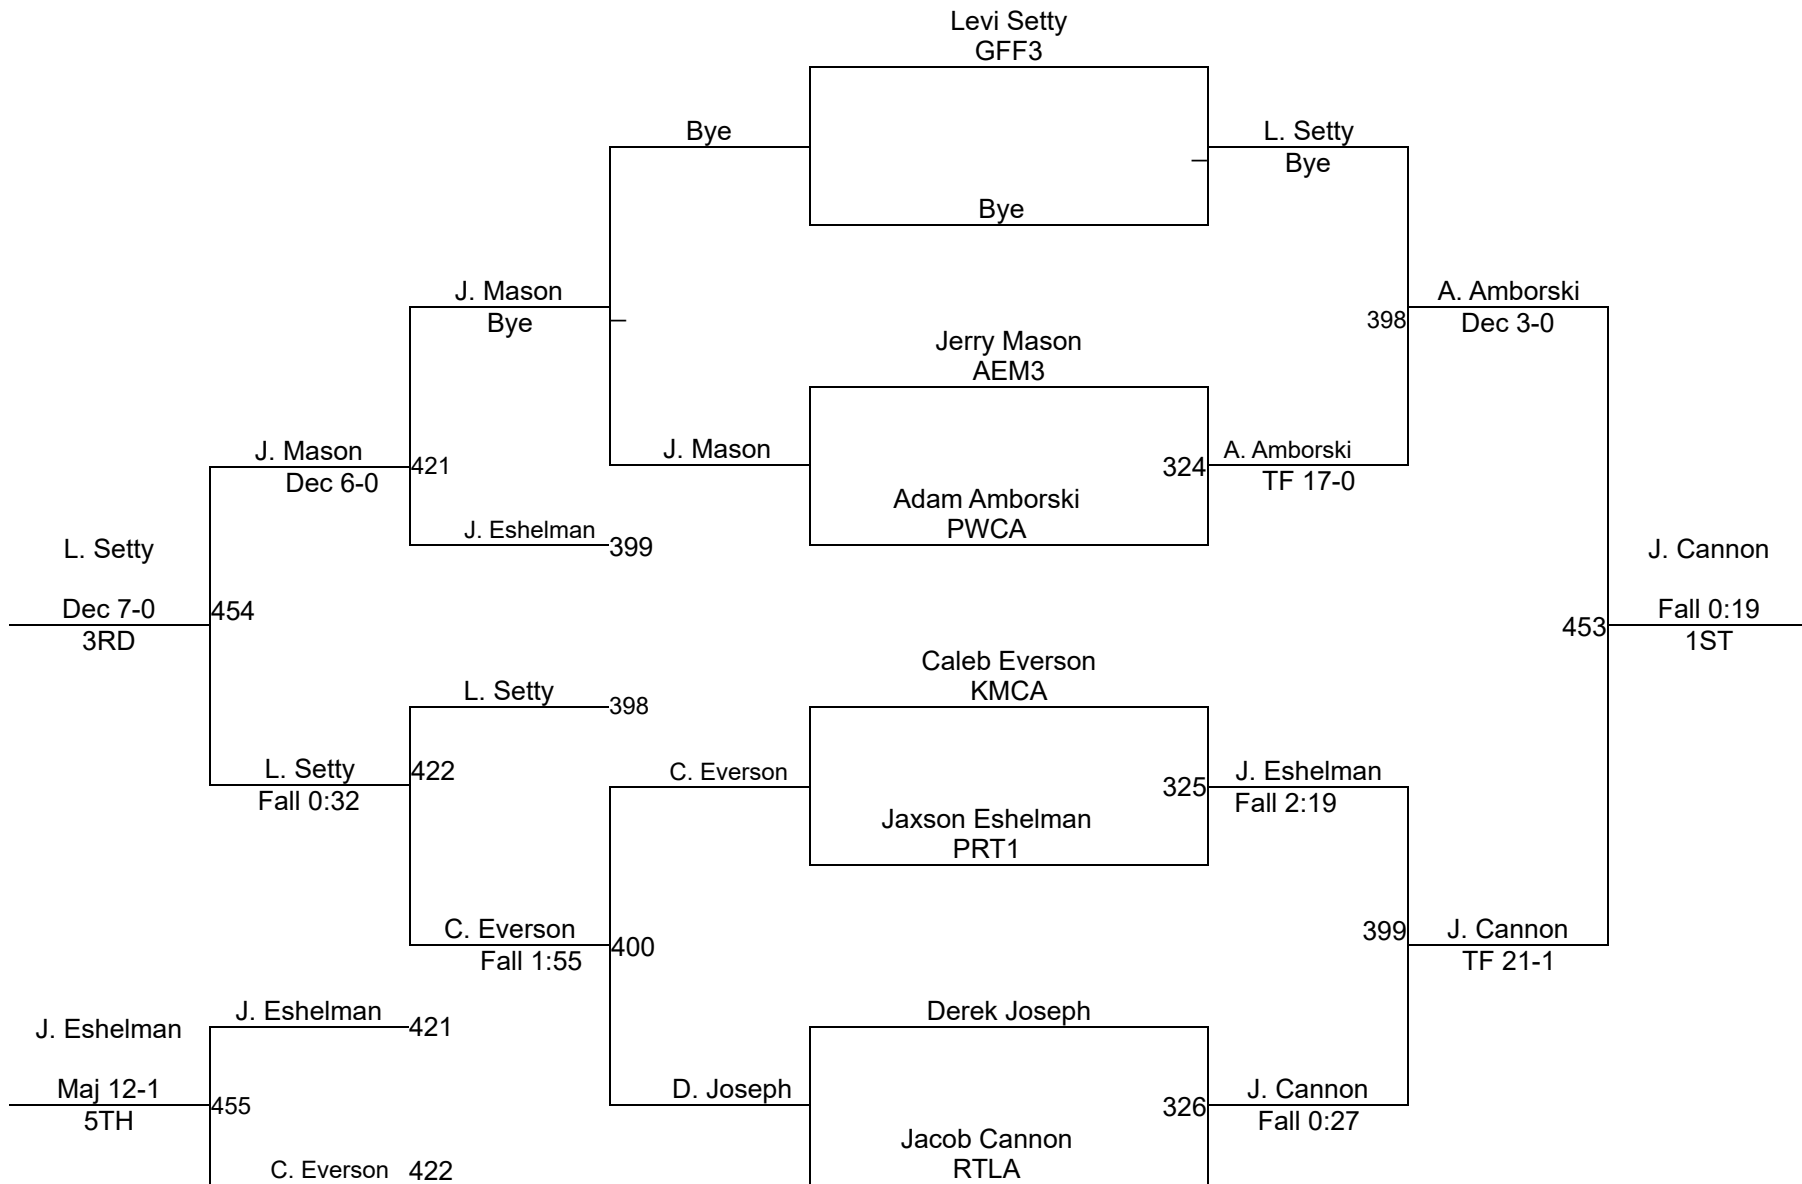 Levi Setty
GFF3
Bye
L. Setty
Bye
Bye
J. Mason
Bye
A. Amborski
398
Dec 3-0
Jerry Mason
AEM3
J. Mason
Dec 6-0
421
J. Mason
324
A. Amborski
TF 17-0
Adam Amborski
PWCA
J. Eshelman
399
L. Setty
Dec 7-0
3RD
454
J. Cannon
Fall 0:19
453
1ST
Caleb Everson
KMCA
L. Setty
398
L. Setty
Fall 0:32
422
C. Everson
325
J. Eshelman
Fall 2:19
Jaxson Eshelman
PRT1
C. Everson
Fall 1:55
400
399
J. Cannon
TF 21-1
J. Eshelman
421
J. Eshelman
Maj 12-1
5TH
455
Derek Joseph
D. Joseph
326
J. Cannon
Fall 0:27
Jacob Cannon
RTLA
C. Everson
422